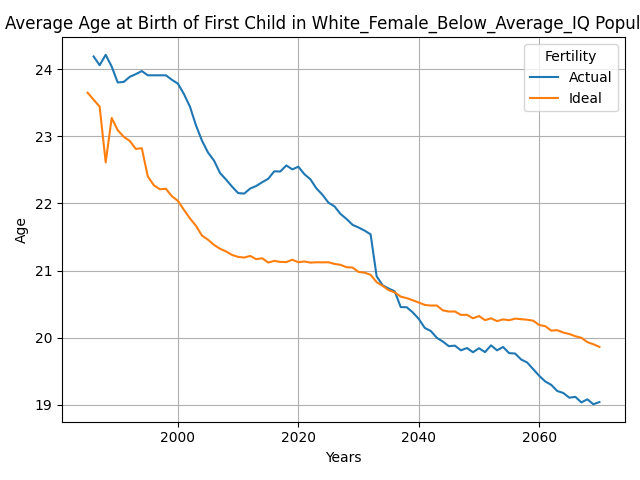 Average Age at Birth of First Child in White_Female_Below_Average_IQ Popul
Fertility
Actual
Ideal
24
23
22
21
20
19
Age
2000
2020
2040
2060
Years